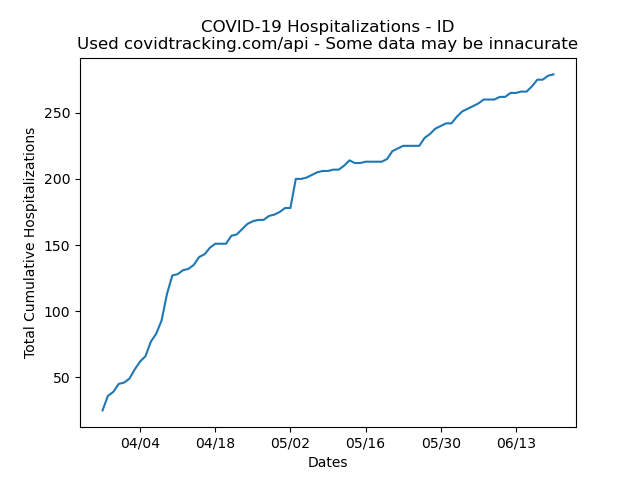 COVID-19 Hospitalizations - ID
Used covidtracking.com/api - Some data may be innacurate
Total Cumulative Hospitalizations
250
200
150
100
50
04/04 04/18 05/02 05/16 05/30 06/13
Dates